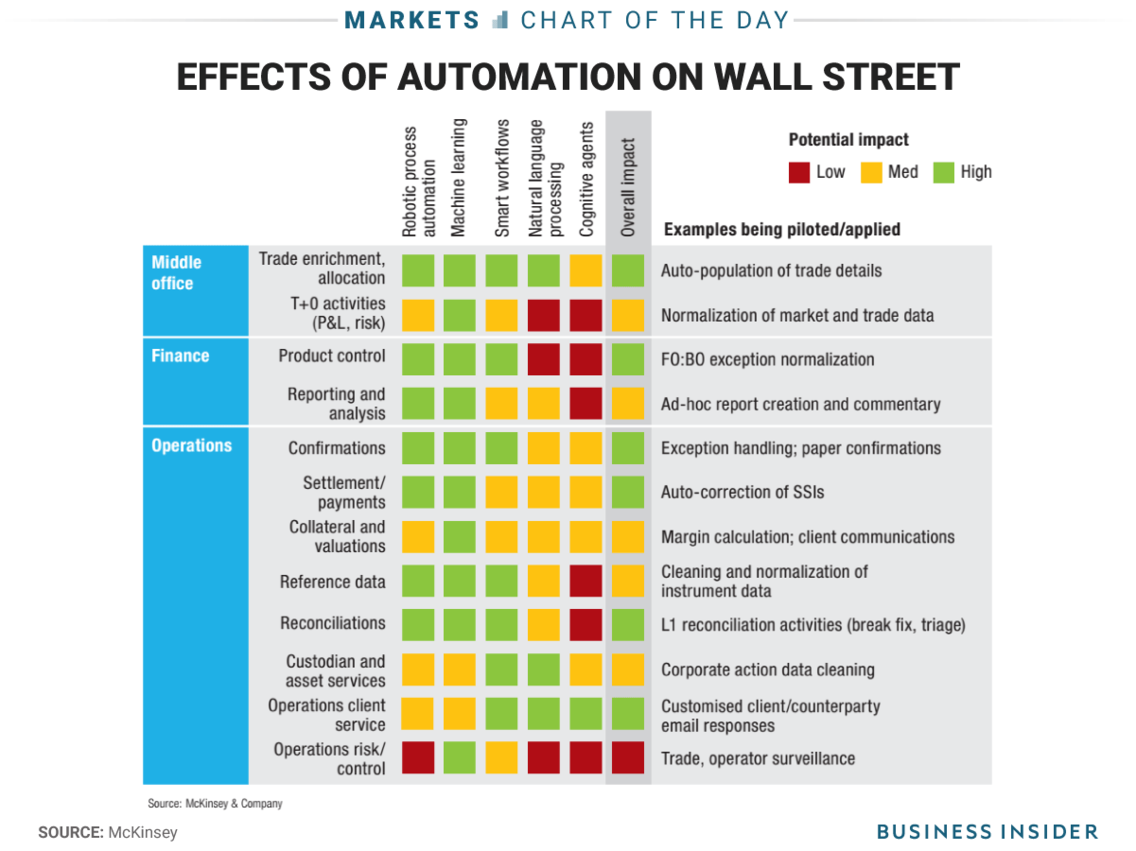 MARKETS CHART OF THE DAY
EFFECTS OF AUTOMATION ON WALL STREET
Robotic process
automation
Machine learning
Smart workflows
Natural language
processing
Cognitive agents
Overall impact
Potential impact
Low Med High
Examples being piloted/applied
Middle
office
Trade enrichment,
allocation
Auto-population of trade details
T+0 activities
(P&L, risk)
Normalization of market and trade data
Finance
Product control
FO:BO exception normalization
Reporting and
analysis
Ad-hoc report creation and commentary
Operations
Confirmations
Exception handling; paper confirmations
Settlement/
payments
Auto-correction of SSIs
Collateral and
valuations
Margin calculation; client communications
Reference data
Cleaning and normalization of
instrument data
Reconciliations
L1 reconciliation activities (break fix, triage)
Custodian and
asset services
Corporate action data cleaning
Operations client
service
Customised client/counterparty
email responses
Operations risk/
control
Trade, operator surveillance
Source: McKinsey & Company
SOURCE: McKinsey
BUSINESS INSIDER